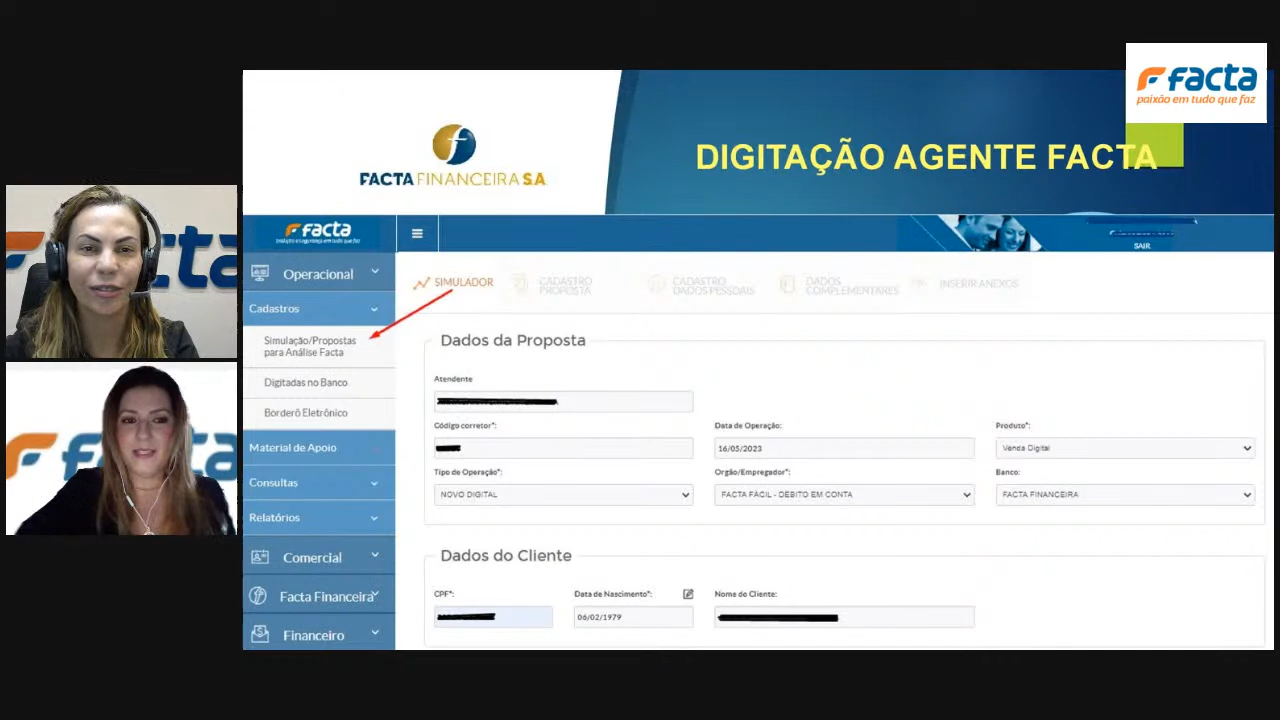 facta
paixão em tudo que faz
FACTA FINANCEIRA S.A
DIGITAÇÃO AGENTE FACTA
facta
SAIR
Operacional
Cadastros
Simulação/Propostas
para Análise Facta
Digitadas no Banco
Borderô Eletrônico
Material de Apoio
Consultas
Relatórios
Comercial
Facta Financeira
Financeiro
SIMULADOR
CADASTRO
PROPOSTA
CADASTRO
DADOS PESSOAIS
DADOS
COMPLEMENTARES
INSERIR ANEXOS
Dados da Proposta
Atendente
Código corretor*:
Data de Operação:
Produto*:
16/05/2023
Venda Digital
Tipo de Operação*:
Orgão/Empregador*:
Banco:
NOVO DIGITAL
FACTA FÁCIL - DEBITO EM CONTA
FACTA FINANCEIRA
Dados do Cliente
CPF*:
Data de Nascimento*:
Nome do Cliente:
06/02/1979